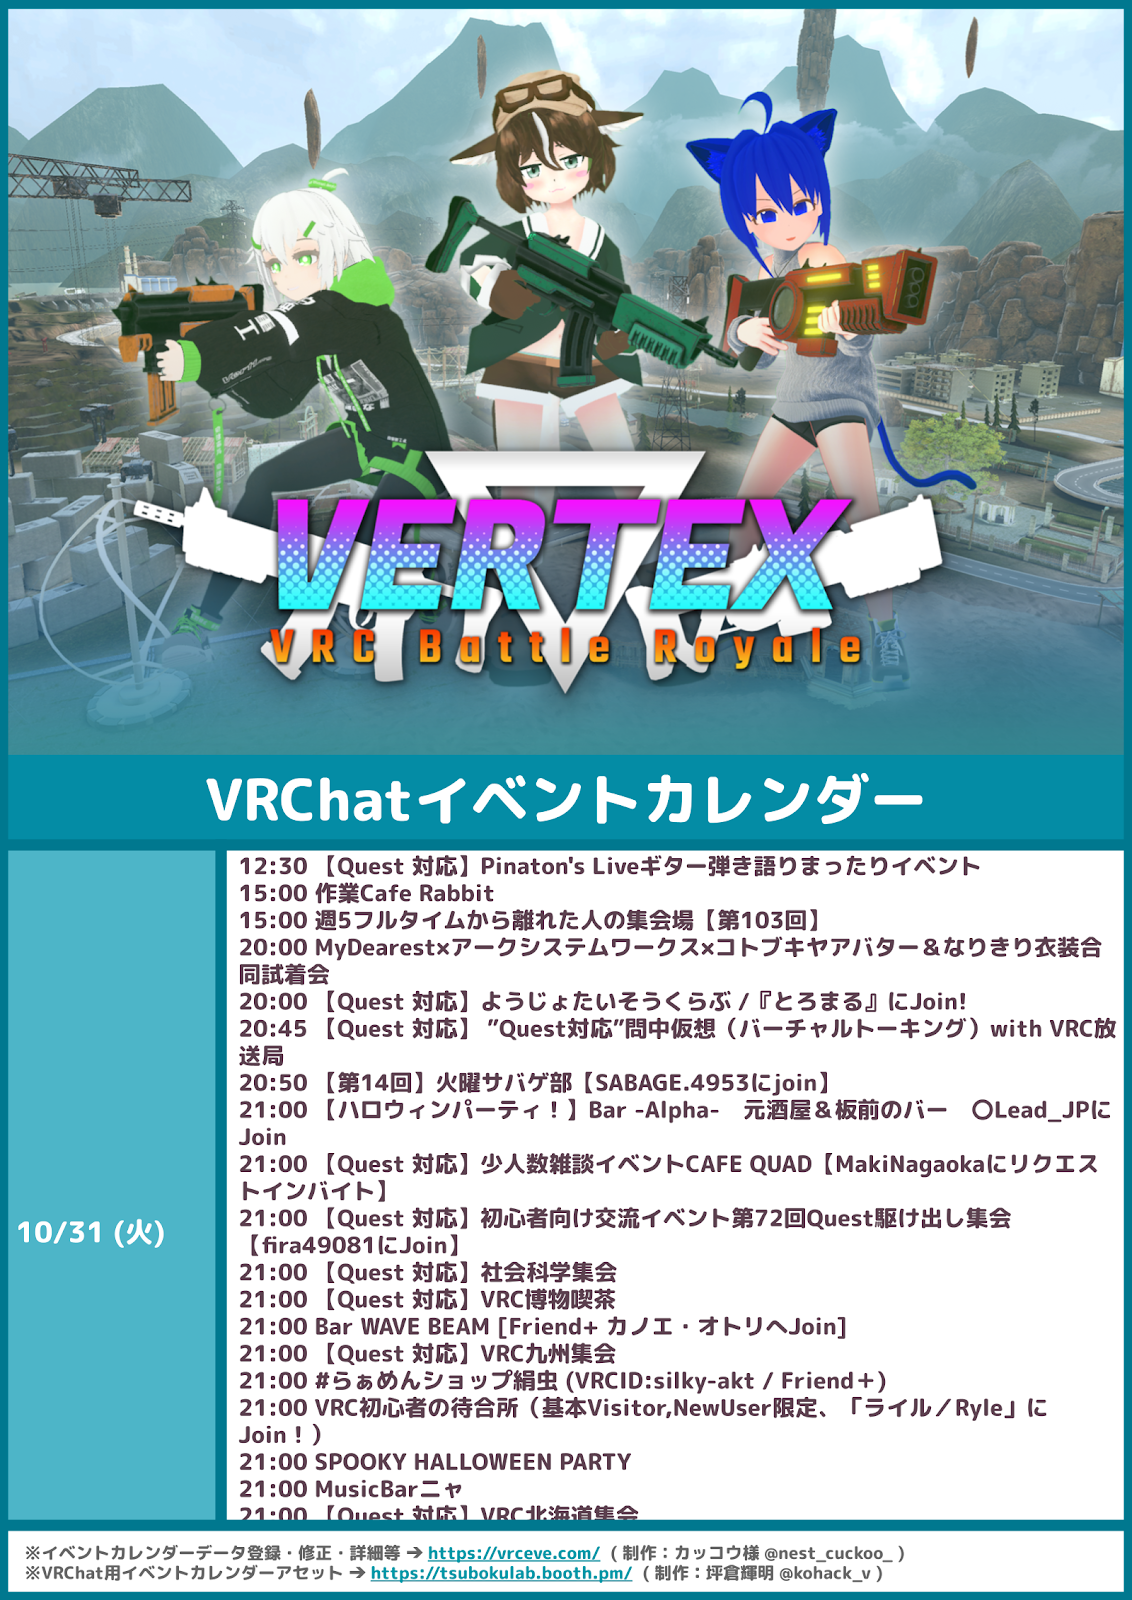 VERTEX
VRC Battle Royale
VRChatイベントカレンダー
10/31 (火)
12:30 【Quest 対応】Pinaton's Liveギター弾き語りまったりイベント
15:00 作業Cafe Rabbit
15:00 週5フルタイムから離れた人の集会場【第103回】
20:00 MyDearest×アークシステムワークス×コトブキヤアバター＆なりきり衣装合
同試着会
20:00 【Quest 対応】ようじょたいそうくらぶ /『とろまる』にJoin!
20:45 【Quest 対応】 ”Quest対応”問中仮想（バーチャルトーキング）with VRC放
送局
20:50 【第14回】火曜サバゲ部【SABAGE.4953にjoin】
21:00 【ハロウィンパーティ！】Bar -Alpha-　元酒屋＆板前のバー　〇Lead_JPに
Join
21:00 【Quest 対応】少人数雑談イベントCAFE QUAD【MakiNagaokaにリクエス
トインバイト】
21:00 【Quest 対応】初心者向け交流イベント第72回Quest駆け出し集会
【fira49081にJoin】
21:00 【Quest 対応】社会科学集会
21:00 【Quest 対応】VRC博物喫茶
21:00 Bar WAVE BEAM [Friend+ カノエ・オトリへJoin]
21:00 【Quest 対応】VRC九州集会
21:00 #らぁめんショップ絹虫 (VRCID:silky-akt / Friend＋)
21:00 VRC初心者の待合所（基本Visitor,NewUser限定、「ライル／Ryle」に
Join！）
21:00 SPOOKY HALLOWEEN PARTY
21:00 MusicBarニャ
21:00 【Quest 対応】VRC北海道集会
※イベントカレンダーデータ登録・修正・詳細等 → https://vrceve.com/ ( 制作：カッコウ様 @nest_cuckoo_ )
※VRChat用イベントカレンダーアセット → https://tsubokulab.booth.pm/ ( 制作：坪倉輝明 @kohack_v )